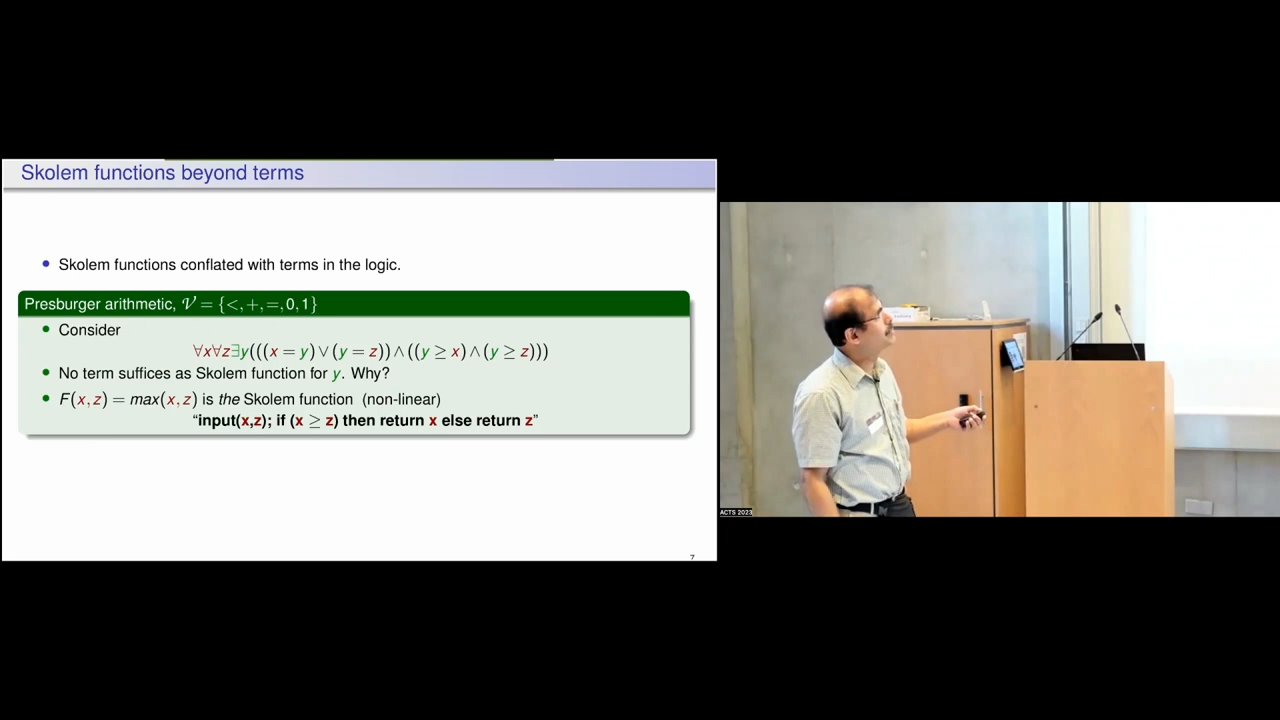 Skolem functions beyond terms
• Skolem functions conflated with terms in the logic.
Presburger arithmetic, 𝒱 = {<,+,=,0,1}
• Consider
∀x∀z∃y(((x = y)∨(y = z))∧((y ≥ x)∧(y ≥ z)))
• No term suffices as Skolem function for y. Why?
• F(x,z) = max(x,z) is the Skolem function (non-linear)
“input(x,z); if (x ≥ z) then return x else return z”
7
ACTS 2023